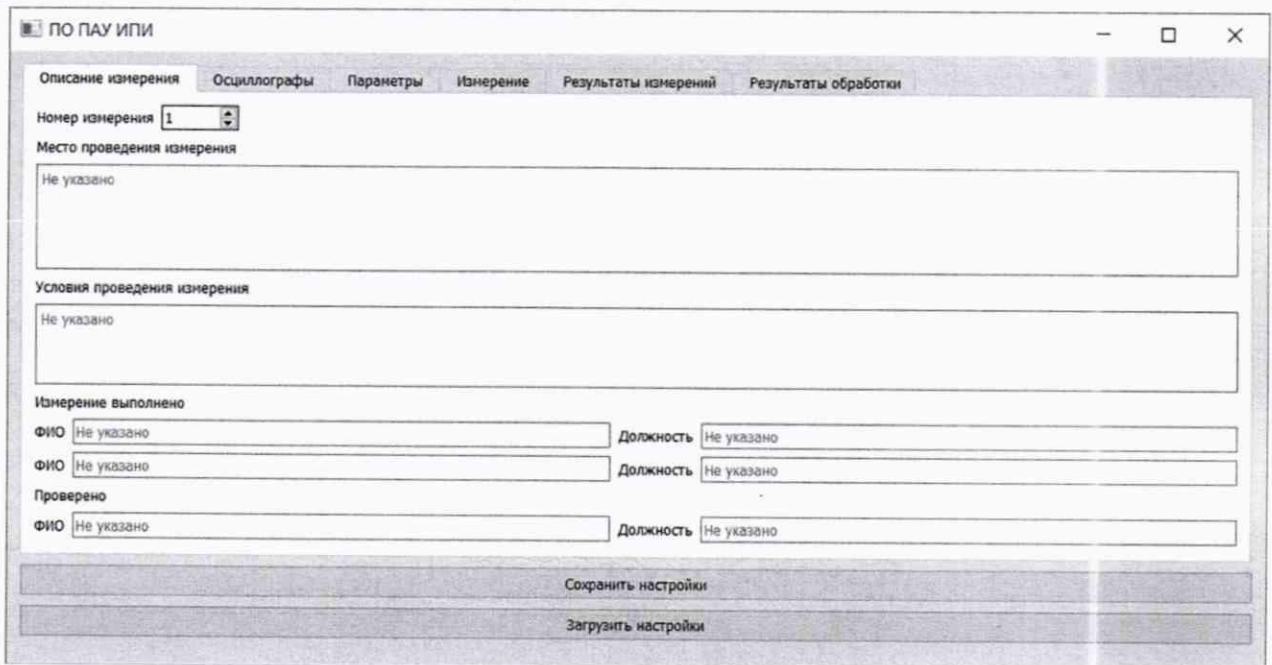 ПО ПАУ ИПИ
Описание измерения Осциллографы Параметры Измерение Результаты измерений Результаты обработки
Номер измерения 1
Место проведения измерения
Не указано
Условия проведения измерения
Не указано
Измерение выполнено
ФИО Не указано Должность Не указано
ФИО Не указано Должность Не указано
Проверено
ФИО Не указано Должность Не указано
Сохранить настройки
Загрузить настройки